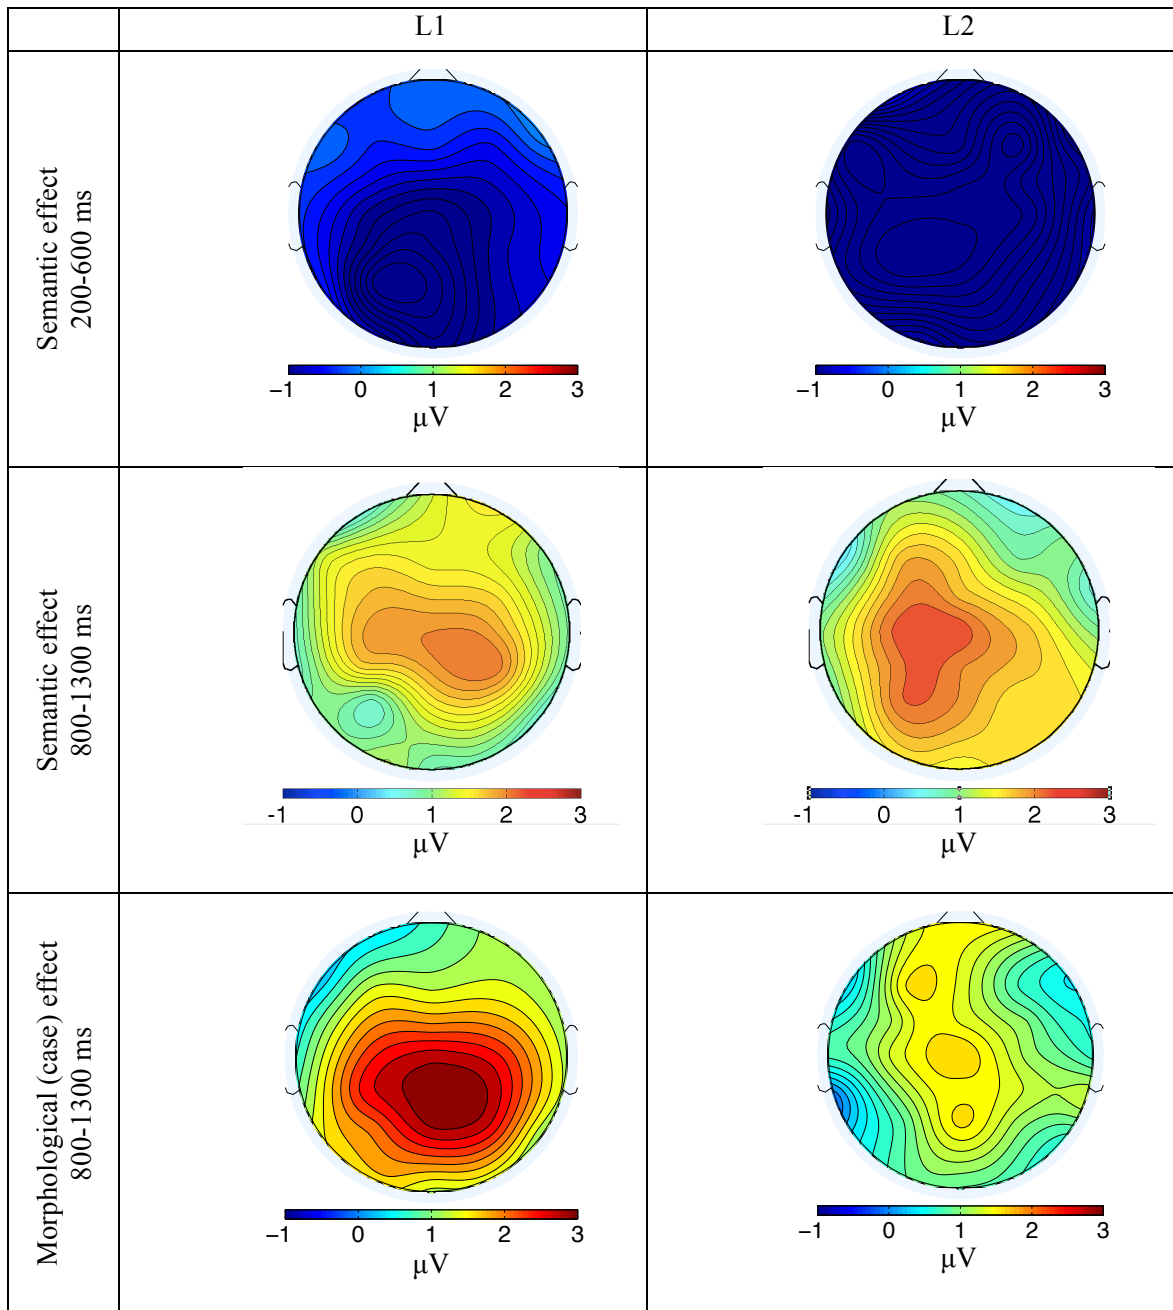 L1
L2
Semantic effect
200-600 ms
−1 0 1 2 3
µV
−1 0 1 2 3
µV
Semantic effect
800-1300 ms
-1 0 1 2 3
µV
-1 0 1 2 3
µV
Morphological (case) effect
800-1300 ms
−1 0 1 2 3
µV
−1 0 1 2 3
µV